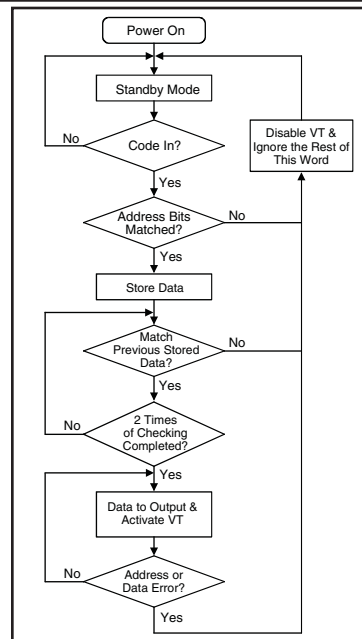 Power On
Standby Mode
No
Code In?
Disable VT &
Ignore the Rest of
This Word
Yes
Address Bits
Matched?
No
Yes
Store Data
Match
Previous Stored
Data?
No
Yes
2 Times
of Checking
Completed?
No
Yes
Data to Output &
Activate VT
No
Address or
Data Error?
Yes